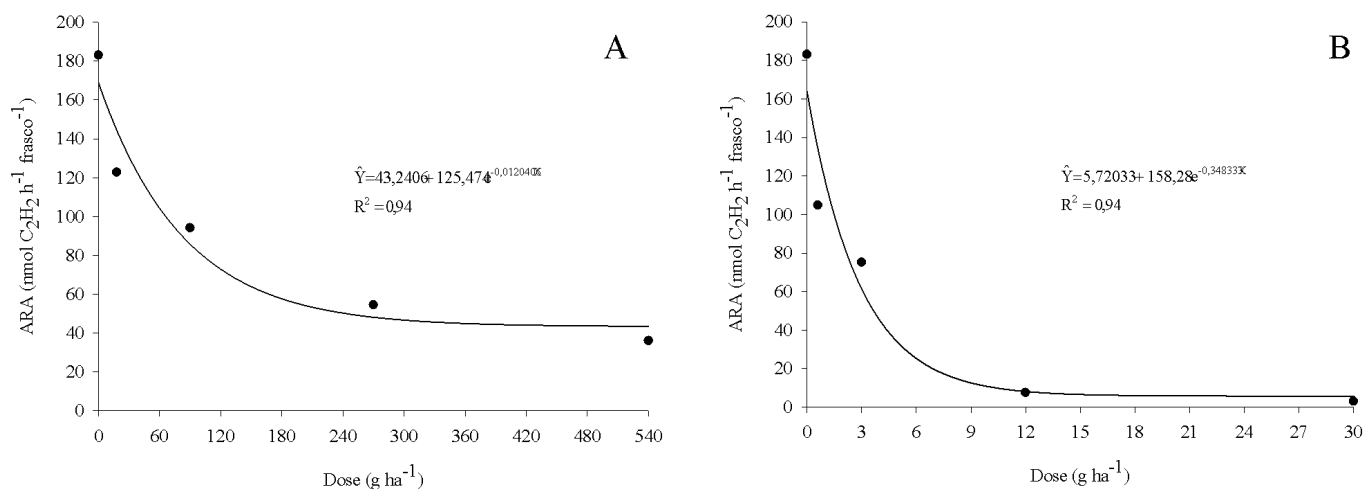 A
200
180
160
140
120
100
80
60
40
20
0
0 60 120 180 240 300 360 420 480 540
ARA (nmol C₂H₂ h⁻¹ frasco⁻¹)
Dose (g ha⁻¹)
Ŷ=43,2406+125,474e^-0,012040X
R² = 0,94
B
200
180
160
140
120
100
80
60
40
20
0
0 3 6 9 12 15 18 21 24 27 30
ARA (nmol C₂H₂ h⁻¹ frasco⁻¹)
Dose (g ha⁻¹)
Ŷ=5,72033+158,28e^-0,34833X
R² = 0,94